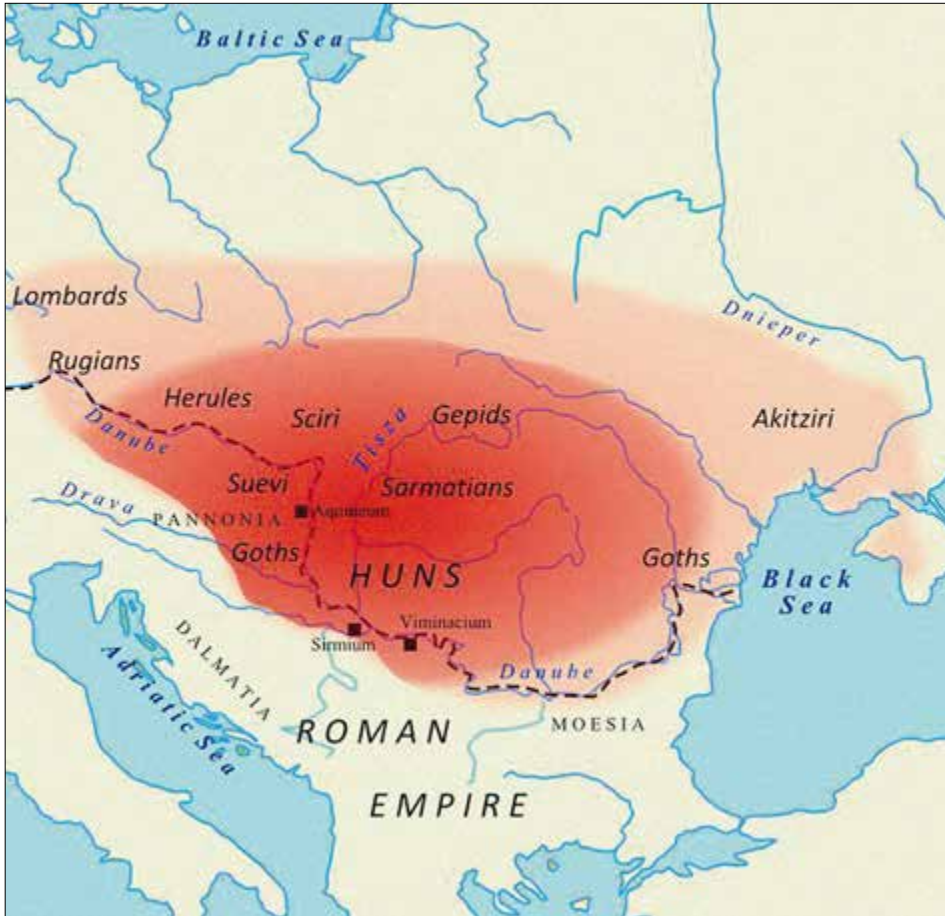 Baltic Sea
Lombards
Dnieper
Rugians
Herules
Sciri
Tisza
Gepids
Akitziri
Danube
Suevi
Sarmatians
Drava
PANNONIA
Aquincum
Goths
HUNS
Goths
Black
Sea
Viminacium
Sirmium
DALMATIA
Danube
Adriatic Sea
MOESIA
ROMAN
EMPIRE